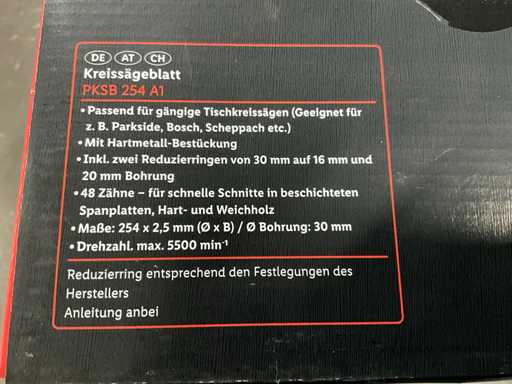 DE AT CH
Kreissägeblatt
PKSB 254 A1
• Passend für gängige Tischkreissägen (Geeignet für
z. B. Parkside, Bosch, Scheppach etc.)
• Mit Hartmetall-Bestückung
• Inkl. zwei Reduzierringen von 30 mm auf 16 mm und
20 mm Bohrung
• 48 Zähne – für schnelle Schnitte in beschichteten
Spanplatten, Hart- und Weichholz
• Maße: 254 x 2,5 mm (Ø x B) / Ø Bohrung: 30 mm
• Drehzahl. max. 5500 min⁻¹
Reduzierring entsprechend den Festlegungen des
Herstellers
Anleitung anbei